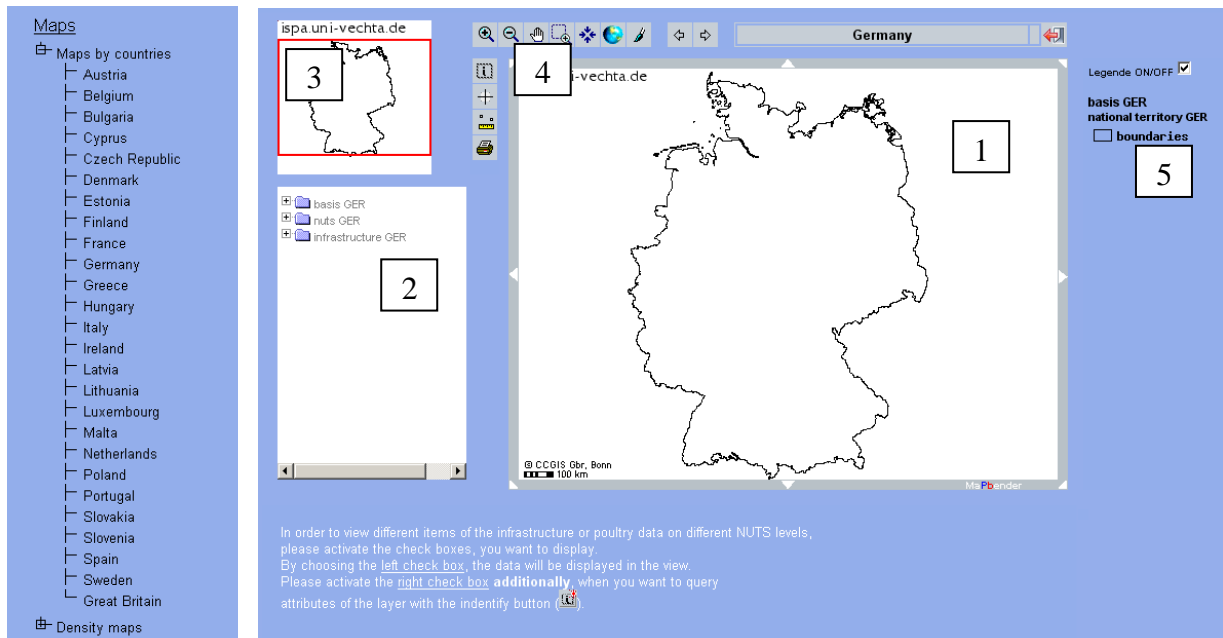 Maps
Maps by countries
Austria
Belgium
Bulgaria
Cyprus
Czech Republic
Denmark
Estonia
Finland
France
Germany
Greece
Hungary
Italy
Ireland
Latvia
Lithuania
Luxembourg
Malta
Netherlands
Poland
Portugal
Slovakia
Slovenia
Spain
Sweden
Great Britain
Density maps
ispa.uni-vechta.de
3
basis GER
nuts GER
infrastructure GER
2
Germany
4
i-vechta.de
1
© CCGIS Gbr, Bonn
100 km
MaPbender
Legende ON/OFF
basis GER
national territory GER
boundaries
5
In order to view different items of the infrastructure or poultry data on different NUTS levels,
please activate the check boxes, you want to display.
By choosing the left check box, the data will be displayed in the view.
Please activate the right check box additionally, when you want to query
attributes of the layer with the indentify button (i).